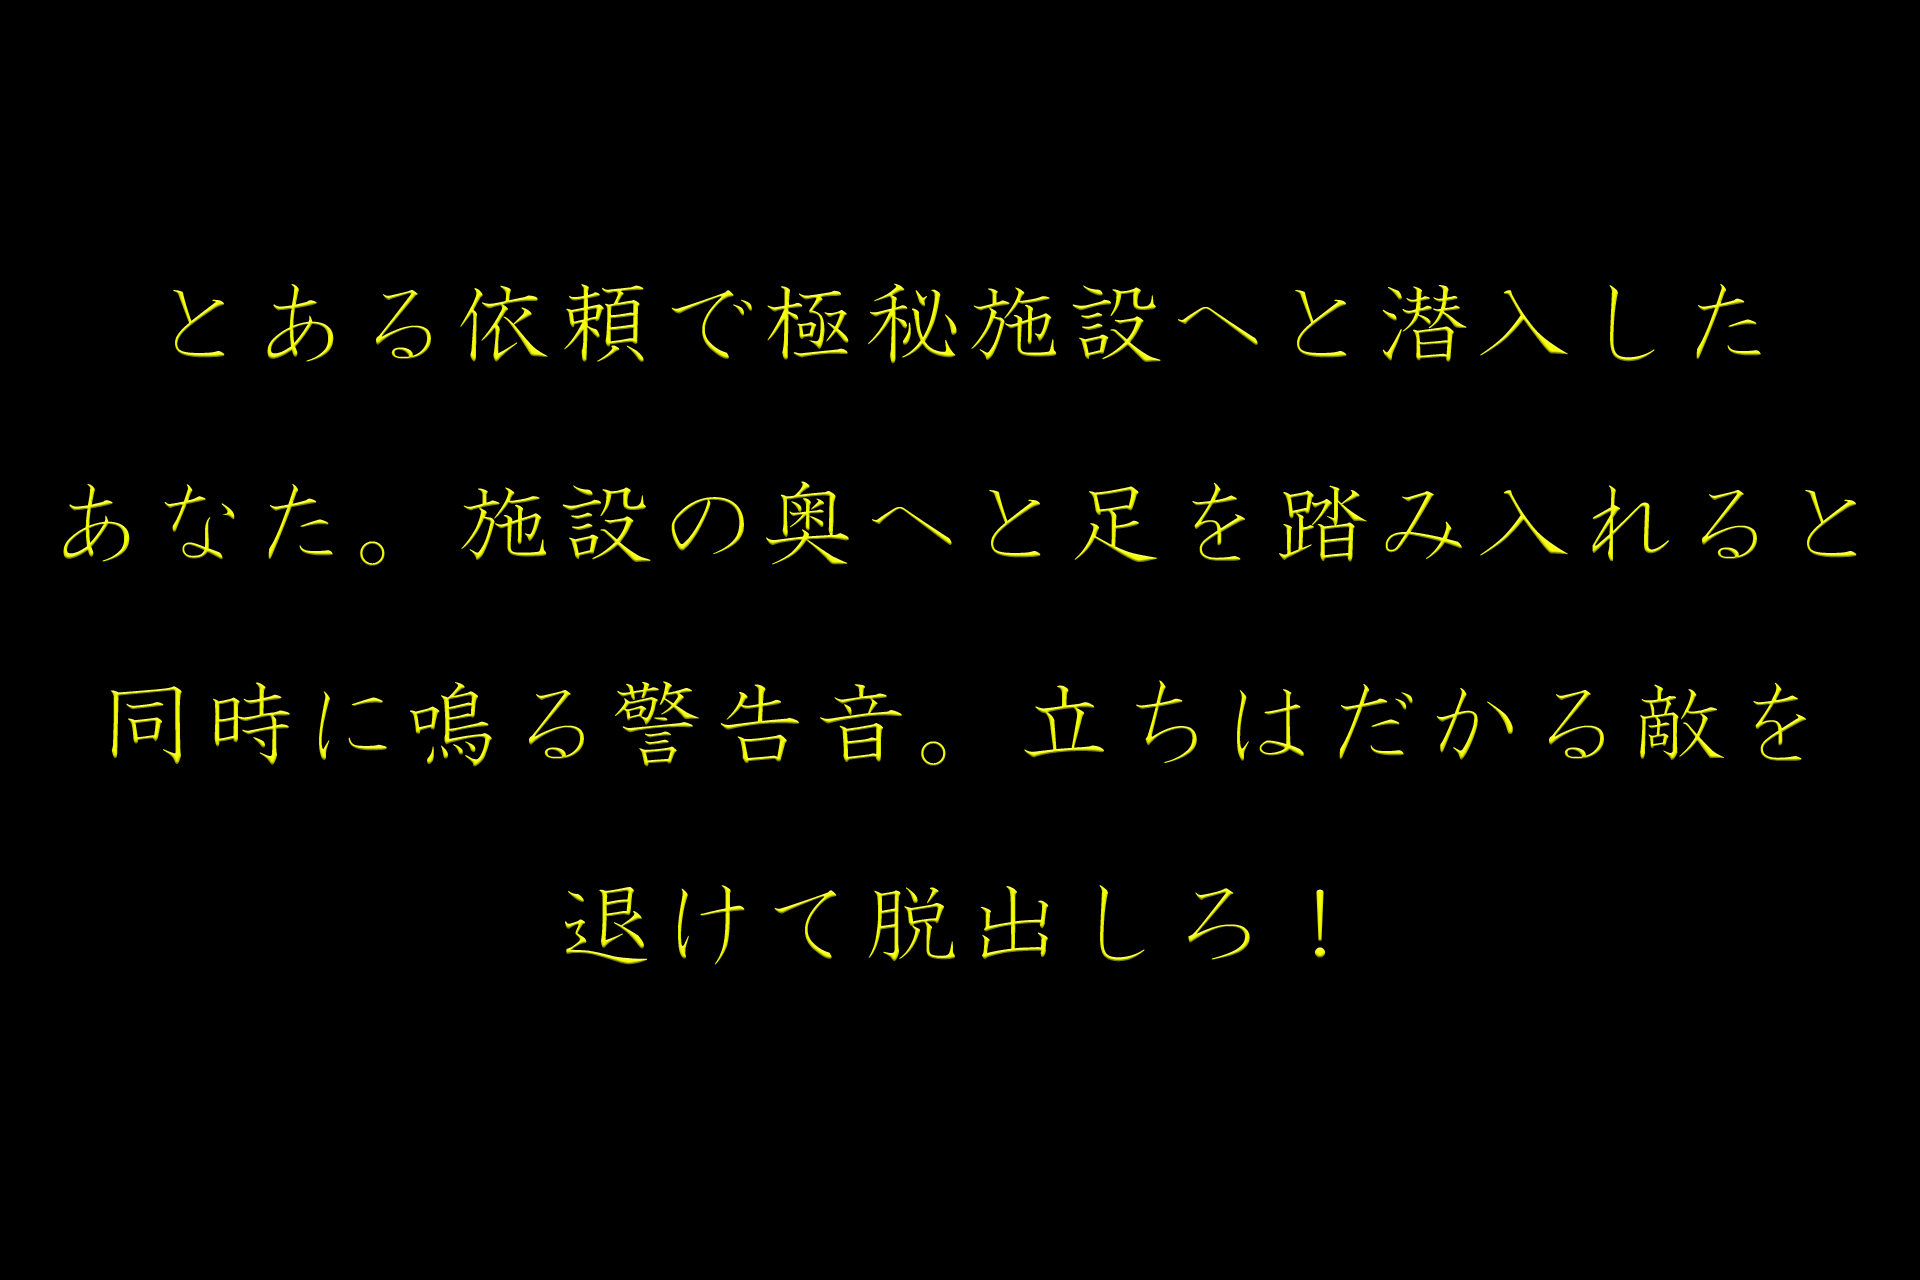 とある依頼で極秘施設へと潜入した
あなた。施設の奥へと足を踏み入れると
同時に鳴る警告音。立ちはだかる敵を
退けて脱出しろ！